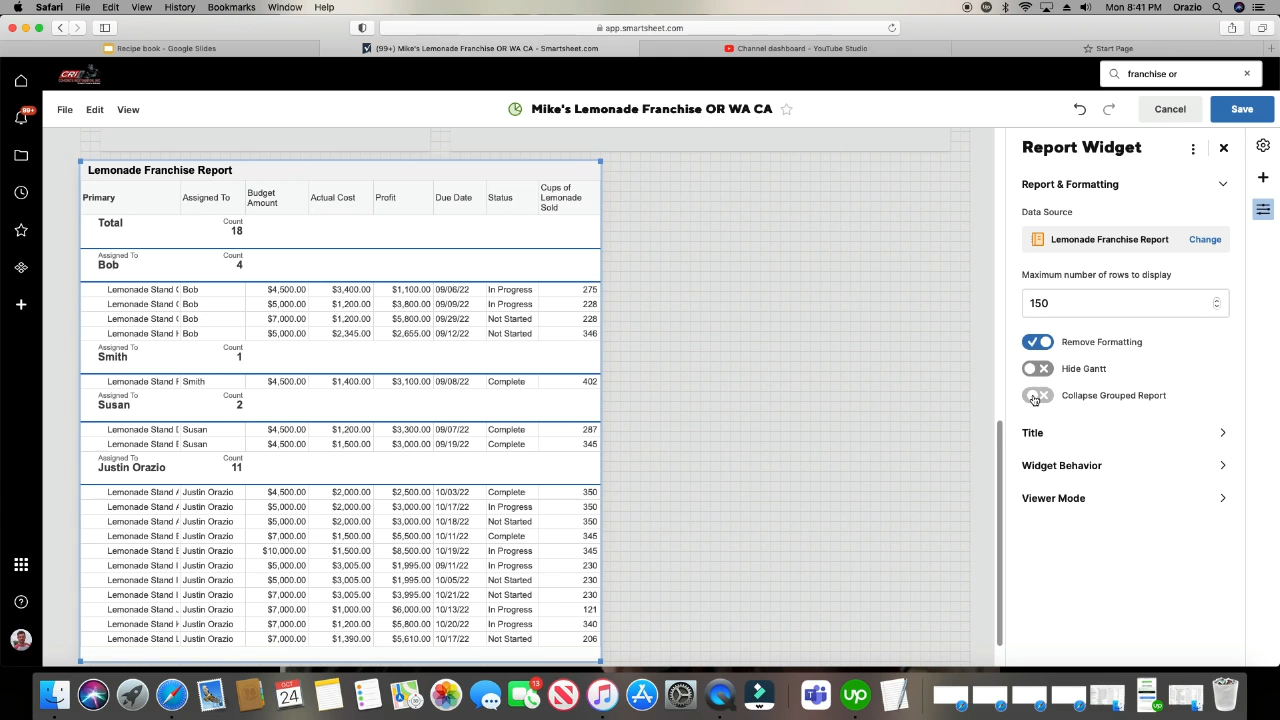 Safari File Edit View History Bookmarks Window Help Mon 8:41 PM Orazio
app.smartsheet.com
Recipe book - Google Slides (99+) Mike's Lemonade Franchise OR WA CA - Smartsheet.com Channel dashboard - YouTube Studio Start Page
CRI franchise or
99+
File Edit View Mike's Lemonade Franchise OR WA CA Cancel Save
Report Widget
Report & Formatting
Data Source
Lemonade Franchise Report Change
Maximum number of rows to display
150
Remove Formatting
Hide Gantt
Collapse Grouped Report
Title
Widget Behavior
Viewer Mode
Lemonade Franchise Report
Primary Assigned To Budget Amount Actual Cost Profit Due Date Status Cups of Lemonade Sold
Total Count 18
Assigned To Count
Bob 4
Lemonade Stand Bob $4,500.00 $3,400.00 $1,100.00 09/06/22 In Progress 275
Lemonade Stand Bob $5,000.00 $1,200.00 $3,800.00 09/09/22 In Progress 228
Lemonade Stand Bob $7,000.00 $1,200.00 $5,800.00 09/29/22 Not Started 228
Lemonade Stand Bob $5,000.00 $2,345.00 $2,655.00 09/12/22 Not Started 346
Assigned To Count
Smith 1
Lemonade Stand Smith $4,500.00 $1,400.00 $3,100.00 09/08/22 Complete 402
Assigned To Count
Susan 2
Lemonade Stand Susan $4,500.00 $1,200.00 $3,300.00 09/07/22 Complete 287
Lemonade Stand Susan $4,500.00 $1,500.00 $3,000.00 09/19/22 Complete 345
Assigned To Count
Justin Orazio 11
Lemonade Stand Justin Orazio $4,500.00 $2,000.00 $2,500.00 10/03/22 Complete 350
Lemonade Stand Justin Orazio $5,000.00 $2,000.00 $3,000.00 10/17/22 In Progress 350
Lemonade Stand Justin Orazio $5,000.00 $2,000.00 $3,000.00 10/18/22 Not Started 350
Lemonade Stand Justin Orazio $7,000.00 $1,500.00 $5,500.00 10/11/22 Complete 345
Lemonade Stand Justin Orazio $10,000.00 $1,500.00 $8,500.00 10/19/22 In Progress 345
Lemonade Stand Justin Orazio $5,000.00 $3,005.00 $1,995.00 09/11/22 In Progress 230
Lemonade Stand Justin Orazio $5,000.00 $3,005.00 $1,995.00 10/05/22 Not Started 230
Lemonade Stand Justin Orazio $7,000.00 $3,005.00 $3,995.00 10/21/22 Not Started 230
Lemonade Stand Justin Orazio $7,000.00 $1,000.00 $6,000.00 10/13/22 In Progress 121
Lemonade Stand Justin Orazio $7,000.00 $1,200.00 $5,800.00 10/20/22 In Progress 340
Lemonade Stand Justin Orazio $7,000.00 $1,390.00 $5,610.00 10/17/22 Not Started 206
OCT 24 13 up